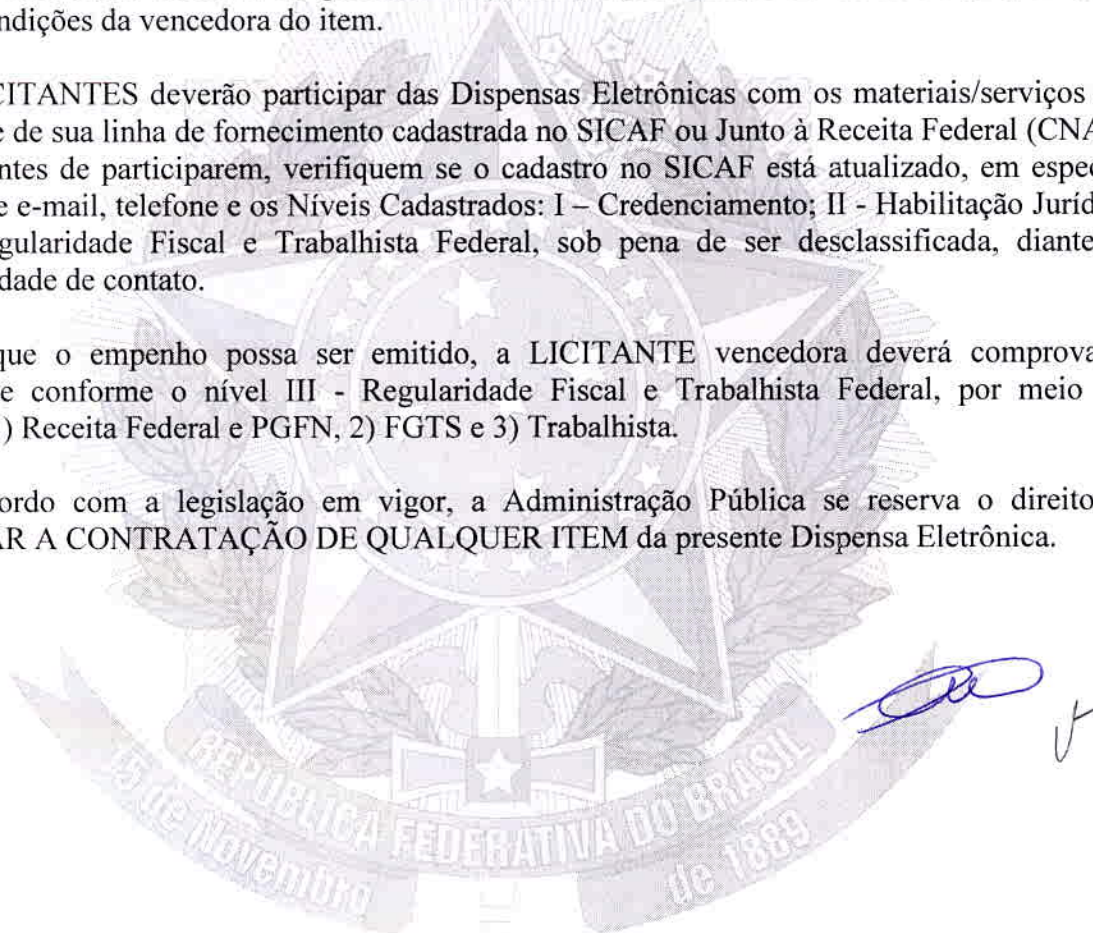 ndições da vencedora do item.
CITANTES deverão participar das Dispensas Eletrônicas com os materiais/serviços
e de sua linha de fornecimento cadastrada no SICAF ou Junto à Receita Federal (CNA
ntes de participarem, verifiquem se o cadastro no SICAF está atualizado, em espec
e e-mail, telefone e os Níveis Cadastrados: I – Credenciamento; II - Habilitação Juríd
gularidade Fiscal e Trabalhista Federal, sob pena de ser desclassificada, diante
dade de contato.
que o empenho possa ser emitido, a LICITANTE vencedora deverá comprova
e conforme o nível III - Regularidade Fiscal e Trabalhista Federal, por meio
) Receita Federal e PGFN, 2) FGTS e 3) Trabalhista.
ordo com a legislação em vigor, a Administração Pública se reserva o direito
AR A CONTRATAÇÃO DE QUALQUER ITEM da presente Dispensa Eletrônica.
REPÚBLICA FEDERATIVA DO BRASIL
15 de Novembro de 1889